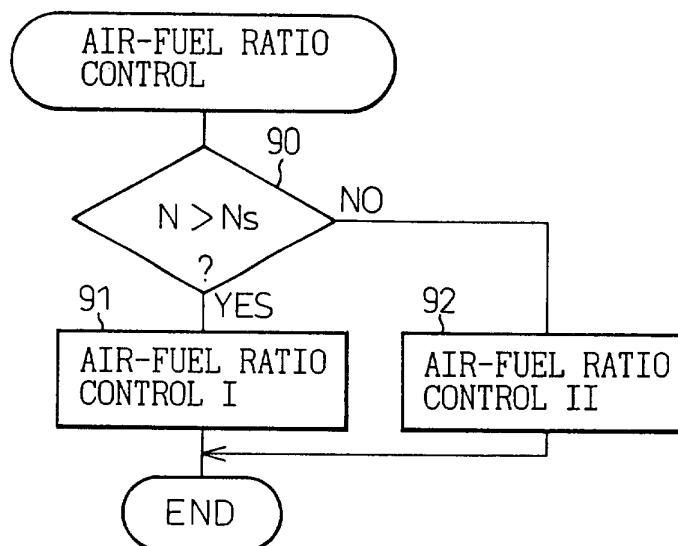 AIR-FUEL RATIO
CONTROL
90
N > Ns
?
NO
YES
91
AIR-FUEL RATIO
CONTROL I
92
AIR-FUEL RATIO
CONTROL II
END